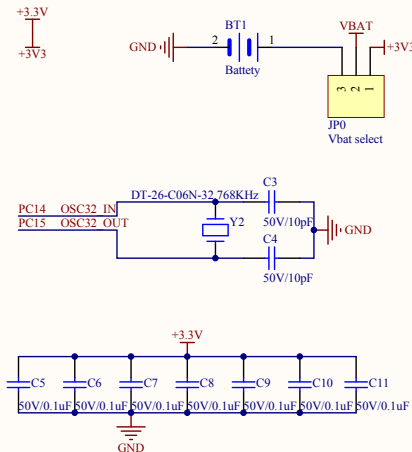 +3.3V
+3V3
BT1
GND
2
1
Battety
VBAT
+3V3
3
2
1
JP0
Vbat select
DT-26-C06N-32.768KHz
PC14
OSC32_IN
PC15
OSC32_OUT
Y2
C3
50V/10pF
C4
50V/10pF
GND
+3.3V
C5
C6
C7
C8
C9
C10
C11
50V/0.1uF
50V/0.1uF
50V/0.1uF
50V/0.1uF
50V/0.1uF
50V/0.1uF
50V/0.1uF
GND